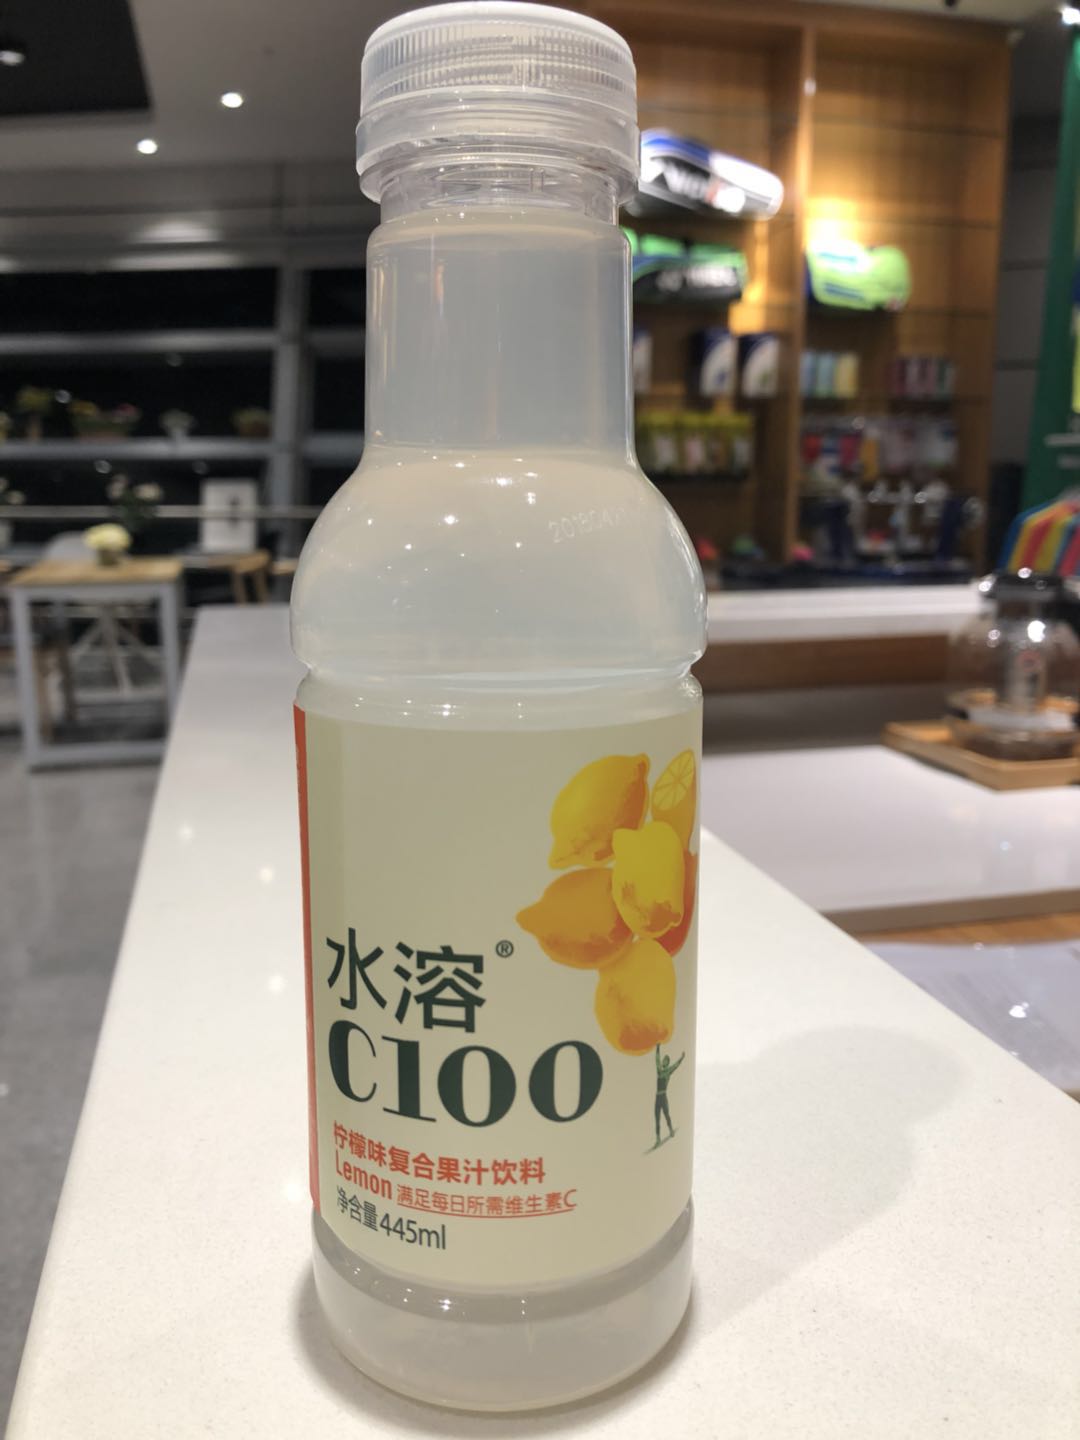 水溶®
C100
柠檬味复合果汁饮料
Lemon 满足每日所需维生素C
净含量445ml